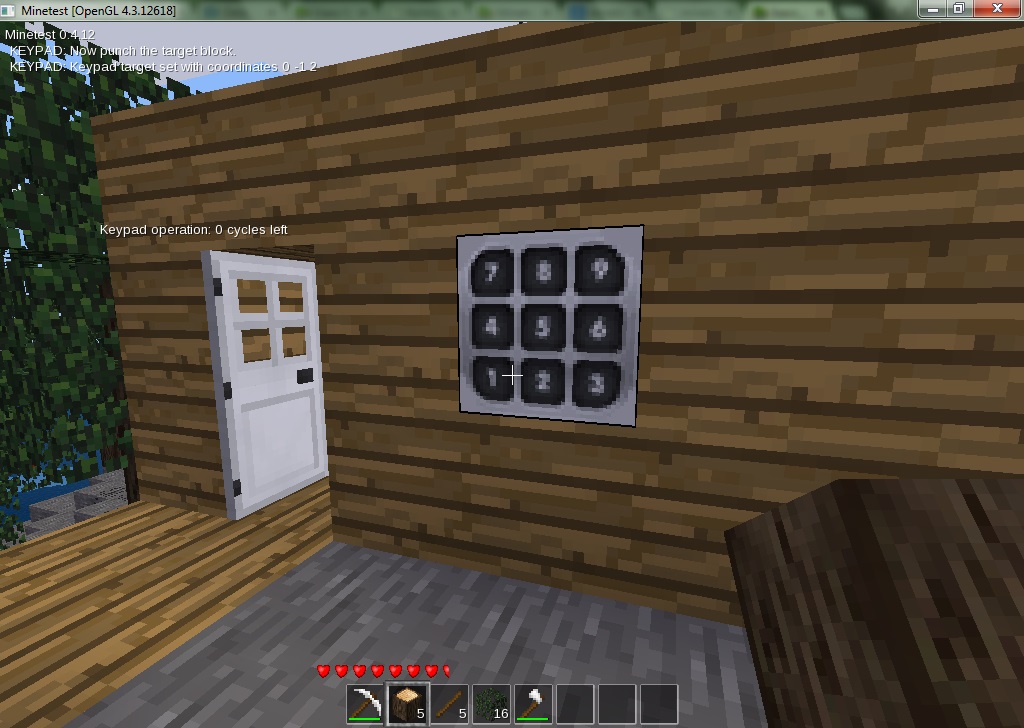 Minetest [OpenGL 4.3.12618]
Minetest 0.4.12
KEYPAD: Now punch the target block.
KEYPAD: Keypad target set with coordinates 0 -1 2
Keypad operation: 0 cycles left
7 8 9
4 5 6
1 2 3
5 5 16